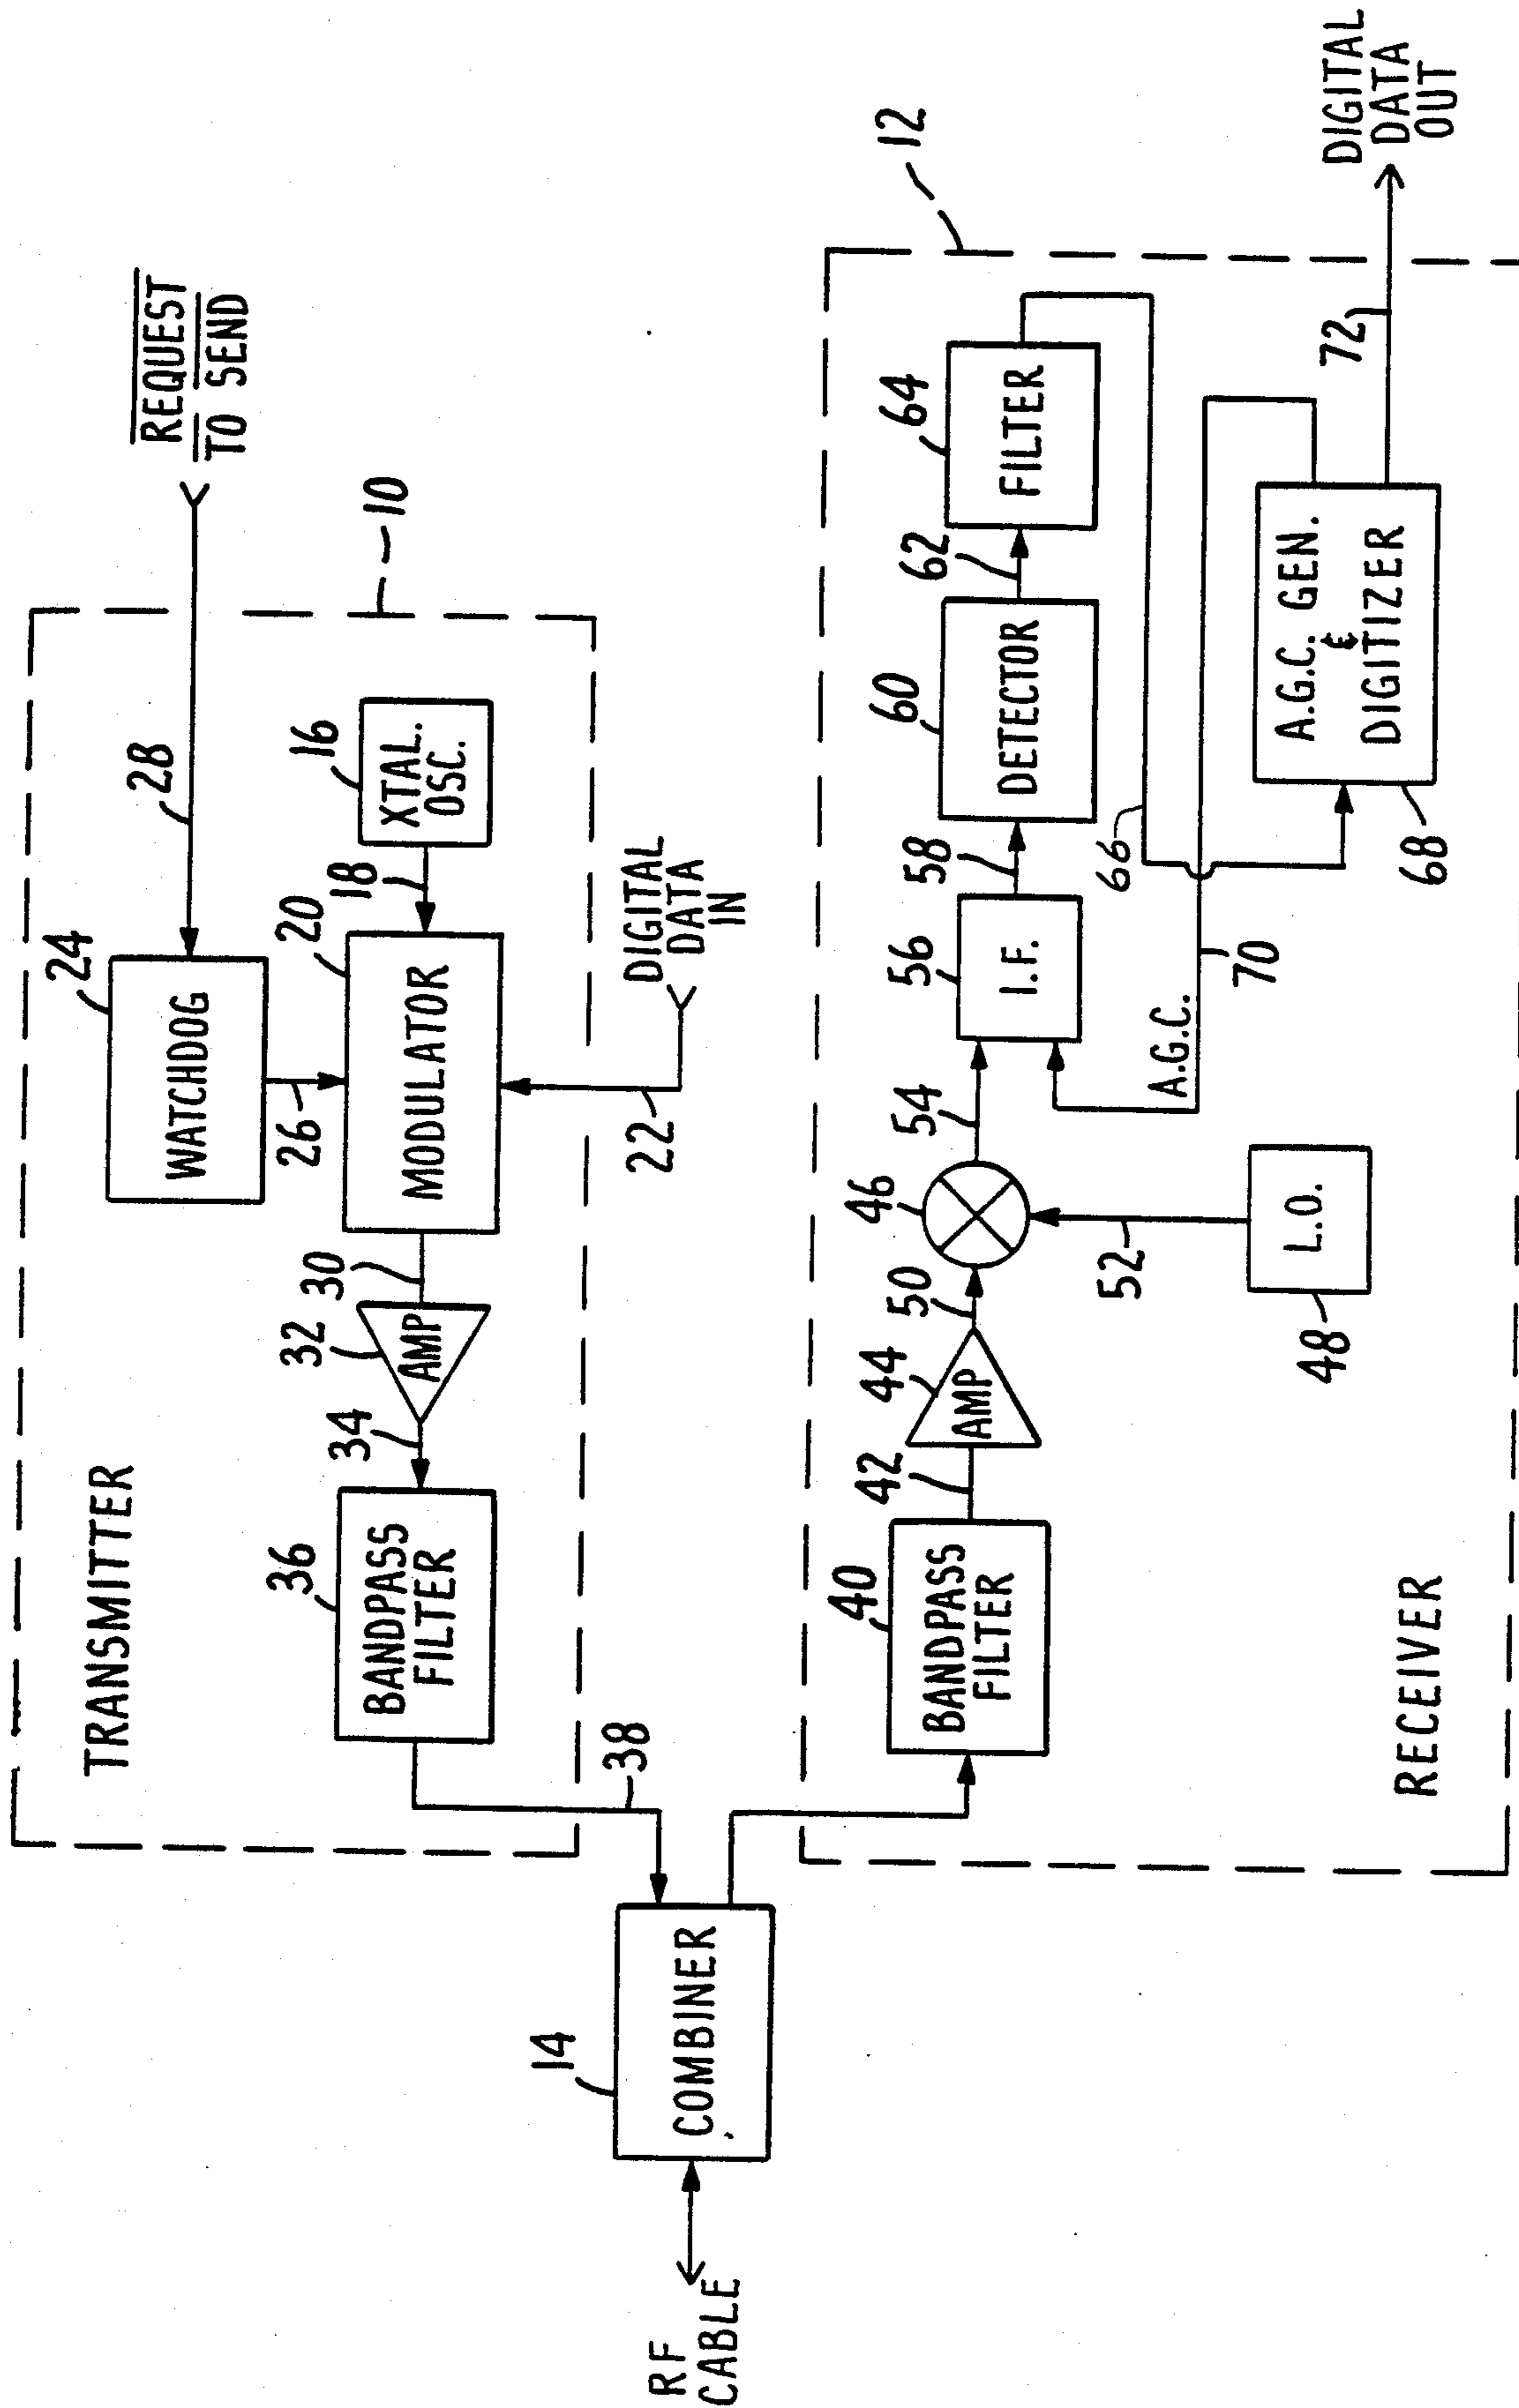 TRANSMITTER
24
WATCHDOG
28
REQUEST
TO SEND
26
20
MODULATOR
18
16
XTAL.
OSC.
10
30
32
AMP
34
36
BANDPASS
FILTER
38
22
DIGITAL
DATA
IN
14
COMBINER
RF
CABLE
RECEIVER
12
40
BANDPASS
FILTER
42
44
AMP
50
46
52
48
L.O.
54
56
I.F.
58
60
DETECTOR
62
64
FILTER
66
A.G.C.
70
68
A.G.C. GEN.
&
DIGITIZER
72
DIGITAL
DATA
OUT